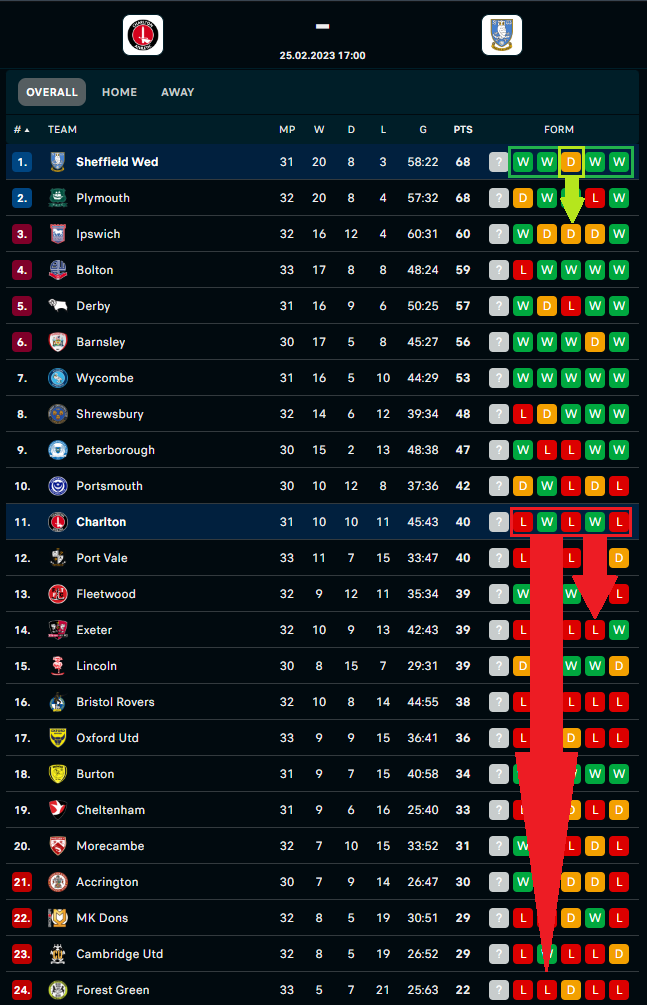 25.02.2023 17:00
OVERALL HOME AWAY
# TEAM MP W D L G PTS FORM
1. Sheffield Wed 31 20 8 3 58:22 68 ? W W D W W
2. Plymouth 32 20 8 4 57:32 68 ? D W L W
3. Ipswich 32 16 12 4 60:31 60 ? W D D D W
4. Bolton 33 17 8 8 48:24 59 ? L W W W W
5. Derby 31 16 9 6 50:25 57 ? W D L W W
6. Barnsley 30 17 5 8 45:27 56 ? W W W D W
7. Wycombe 31 16 5 10 44:29 53 ? W W W W W
8. Shrewsbury 32 14 6 12 39:34 48 ? L D W W W
9. Peterborough 30 15 2 13 48:38 47 ? W L L W W
10. Portsmouth 30 10 12 8 37:36 42 ? D W L D L
11. Charlton 31 10 10 11 45:43 40 ? L W L W L
12. Port Vale 33 11 7 15 33:47 40 ? L L D
13. Fleetwood 32 9 12 11 35:34 39 ? W W L
14. Exeter 32 10 9 13 42:43 39 ? L L L W
15. Lincoln 30 8 15 7 29:31 39 ? D W W D
16. Bristol Rovers 32 10 8 14 44:55 38 ? L L L L
17. Oxford Utd 33 9 9 15 36:41 36 ? L D L L
18. Burton 31 9 7 15 40:58 34 ? W W W
19. Cheltenham 31 9 6 16 25:40 33 ? L D L D
20. Morecambe 32 7 10 15 33:52 31 ? W L D L
21. Accrington 30 7 9 14 26:47 30 ? W D D L
22. MK Dons 32 8 5 19 30:51 29 ? L D W L
23. Cambridge Utd 32 8 5 19 26:52 29 ? L W L L D
24. Forest Green 33 5 7 21 25:63 22 ? L L D L L